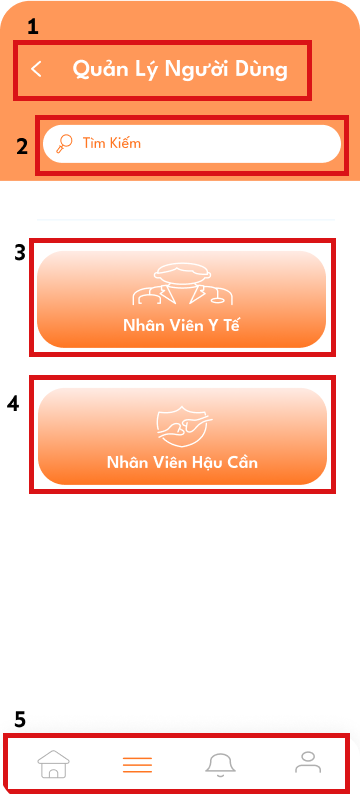 1
Quản Lý Người Dùng
2
Tìm Kiếm
3
Nhân Viên Y Tế
4
Nhân Viên Hậu Cần
5